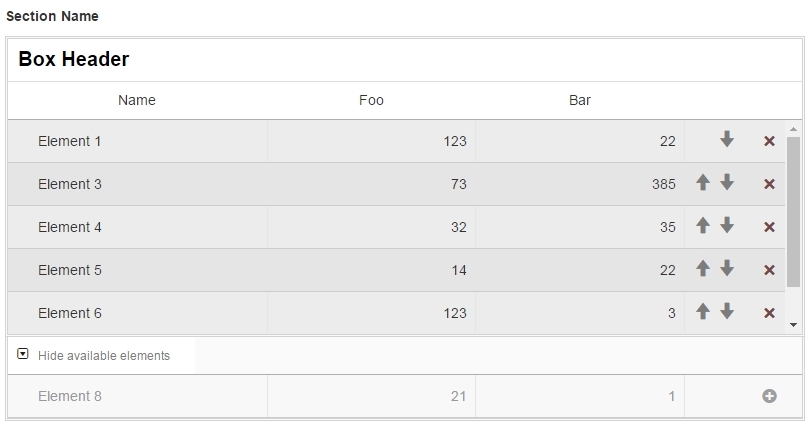 Section Name
Box Header
Name Foo Bar
Element 1 123 22
Element 3 73 385
Element 4 32 35
Element 5 14 22
Element 6 123 3
Hide available elements
Element 8 21 1